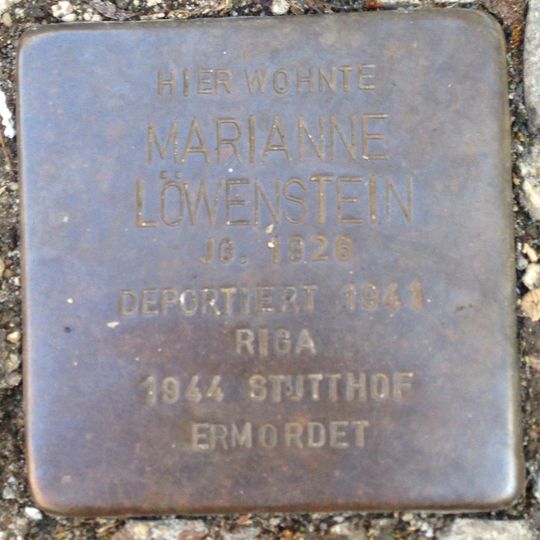 HIER WOHNTE
MARIANNE
LÖWENSTEIN
JG. 1926
DEPORTIERT 1941
RIGA
1944 STUTTHOF
ERMORDET